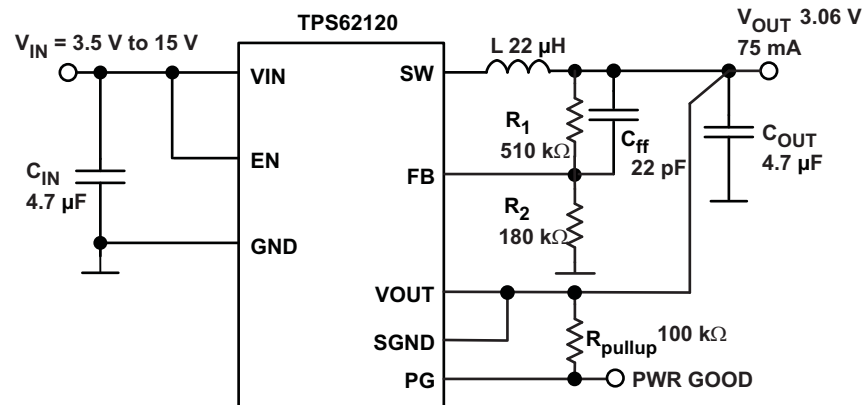 TPS62120
V_IN = 3.5 V to 15 V
V_OUT 3.06 V
75 mA
VIN
SW
L 22 µH
EN
R_1
510 kΩ
C_ff
22 pF
C_OUT
4.7 µF
C_IN
4.7 µF
FB
R_2
180 kΩ
GND
VOUT
SGND
R_pullup 100 kΩ
PG
PWR GOOD